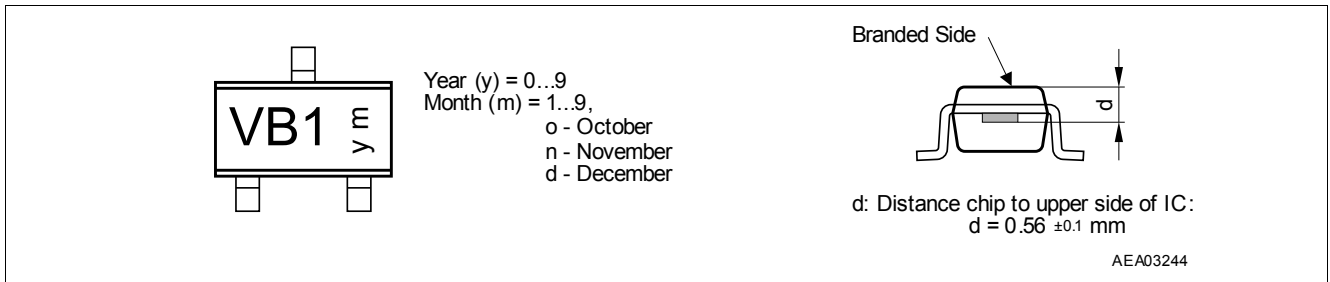 VB1 y m
Year (y) = 0...9
Month (m) = 1...9,
o - October
n - November
d - December
Branded Side
d
d: Distance chip to upper side of IC:
d = 0.56 ±0.1 mm
AEA03244